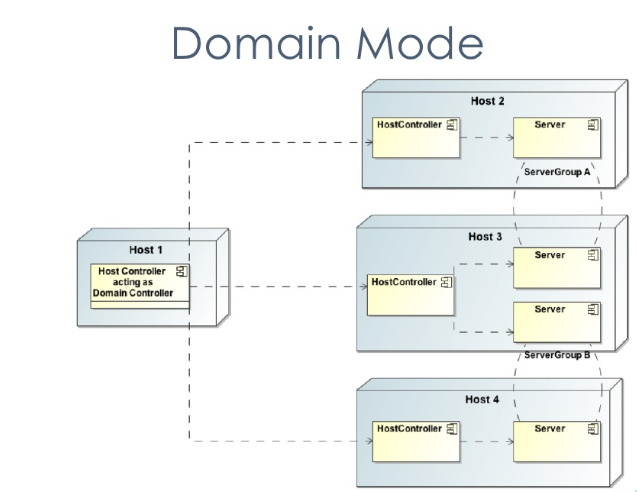 Domain Mode
Host 2
HostController
Server
ServerGroup A
Host 1
Host Controller
acting as
Domain Controller
Host 3
HostController
Server
Server
ServerGroup B
Host 4
HostController
Server